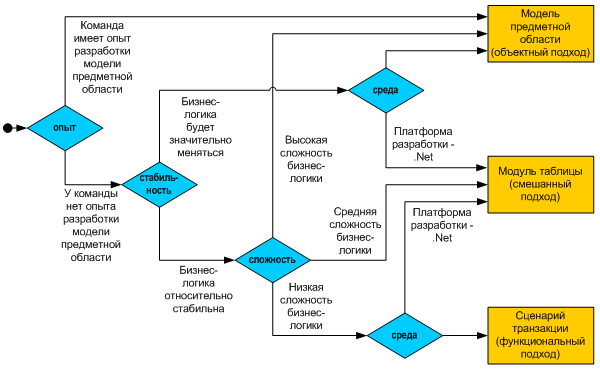 Команда
имеет опыт
разработки
модели
предметной
области
Модель
предметной
области
(объектный подход)
среда
Бизнес-
логика
будет
значительно
меняться
опыт
Высокая
сложность
бизнес-
логики
Платформа
разработки -
.Net
стабиль-
ность
У команды
нет опыта
разработки
модели
предметной
области
Модуль таблицы
(смешанный
подход)
Средняя
сложность
бизнес-
логики
Платформа
разработки -
.Net
сложность
Бизнес-
логика
относительно
стабильна
Низкая
сложность
бизнес-
логики
среда
Сценарий
транзакции
(функциональный
подход)